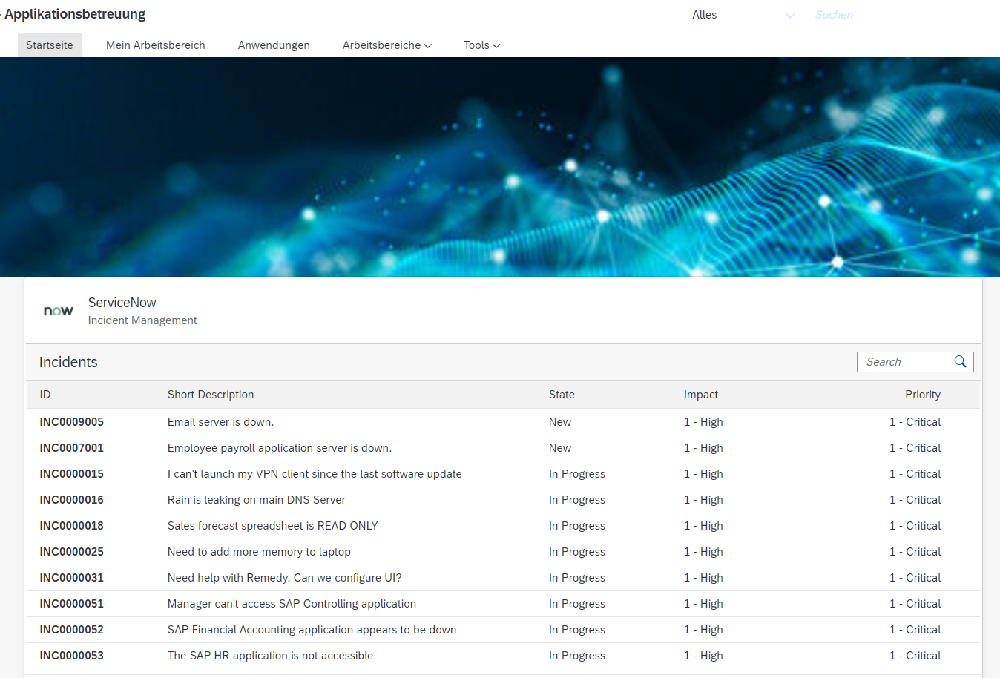 - Applikationsbetreuung
Alles
Suchen
Startseite Mein Arbeitsbereich Anwendungen Arbeitsbereiche Tools
now
ServiceNow
Incident Management
Incidents
Search
ID Short Description State Impact Priority
INC0009005 Email server is down. New 1 - High 1 - Critical
INC0007001 Employee payroll application server is down. New 1 - High 1 - Critical
INC0000015 I can't launch my VPN client since the last software update In Progress 1 - High 1 - Critical
INC0000016 Rain is leaking on main DNS Server In Progress 1 - High 1 - Critical
INC0000018 Sales forecast spreadsheet is READ ONLY In Progress 1 - High 1 - Critical
INC0000025 Need to add more memory to laptop In Progress 1 - High 1 - Critical
INC0000031 Need help with Remedy. Can we configure UI? In Progress 1 - High 1 - Critical
INC0000051 Manager can't access SAP Controlling application In Progress 1 - High 1 - Critical
INC0000052 SAP Financial Accounting application appears to be down In Progress 1 - High 1 - Critical
INC0000053 The SAP HR application is not accessible In Progress 1 - High 1 - Critical